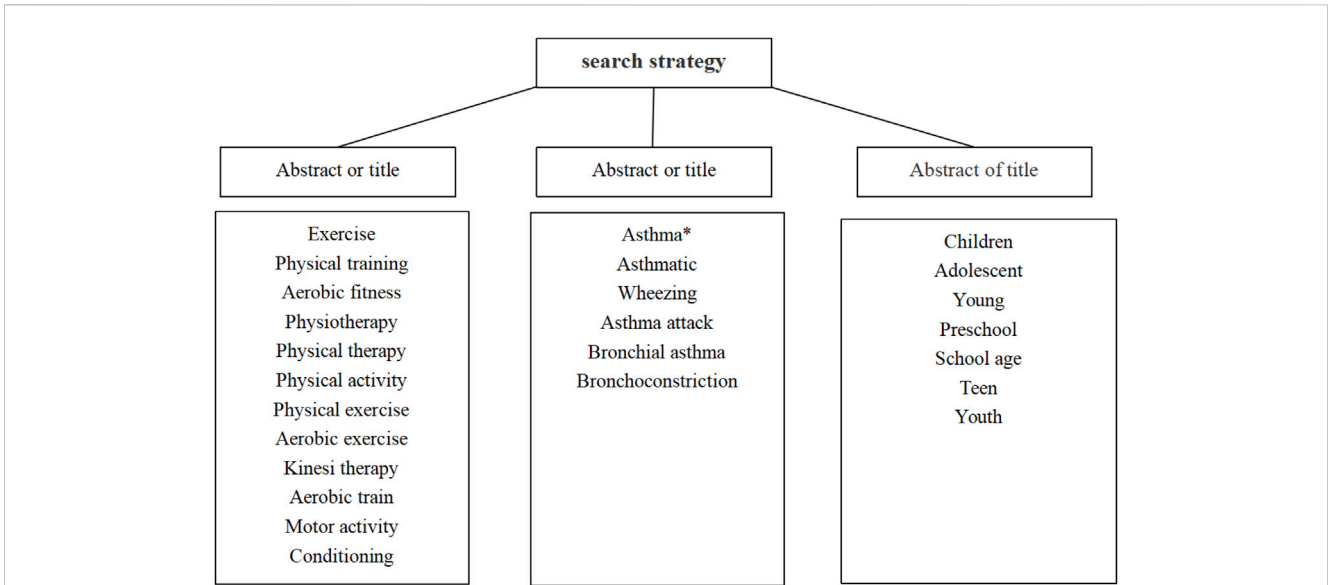 search strategy
Abstract or title
Abstract or title
Abstract of title
Exercise
Physical training
Aerobic fitness
Physiotherapy
Physical therapy
Physical activity
Physical exercise
Aerobic exercise
Kinesi therapy
Aerobic train
Motor activity
Conditioning
Asthma*
Asthmatic
Wheezing
Asthma attack
Bronchial asthma
Bronchoconstriction
Children
Adolescent
Young
Preschool
School age
Teen
Youth